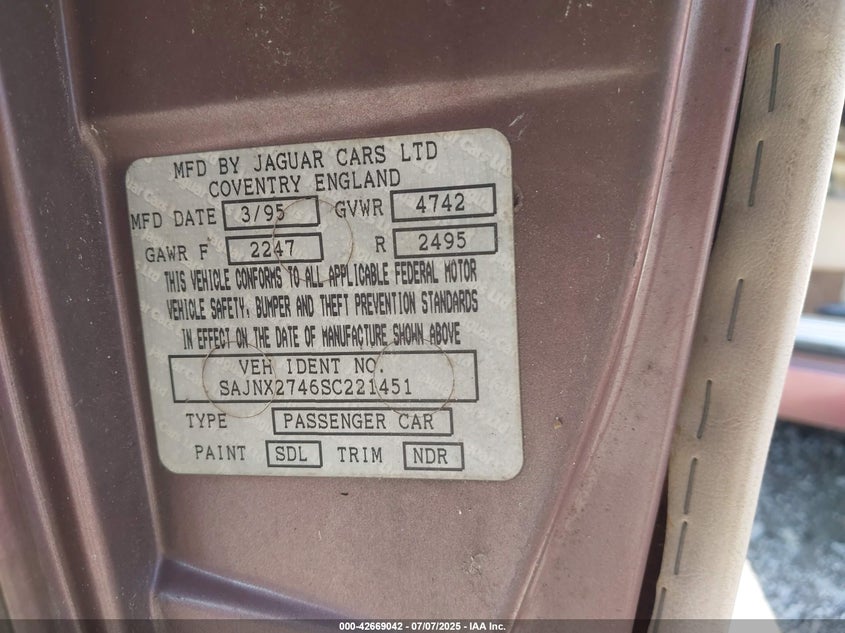 MFD BY JAGUAR CARS LTD
COVENTRY ENGLAND
MFD DATE 3/95 GVWR 4742
GAWR F 2247 R 2495
THIS VEHICLE CONFORMS TO ALL APPLICABLE FEDERAL MOTOR
VEHICLE SAFETY, BUMPER AND THEFT PREVENTION STANDARDS
IN EFFECT ON THE DATE OF MANUFACTURE SHOWN ABOVE
VEH IDENT NO.
SAJNX2746SC221451
TYPE PASSENGER CAR
PAINT SDL TRIM NDR
000-42669042 / 07/07/2025 - IAA Inc.